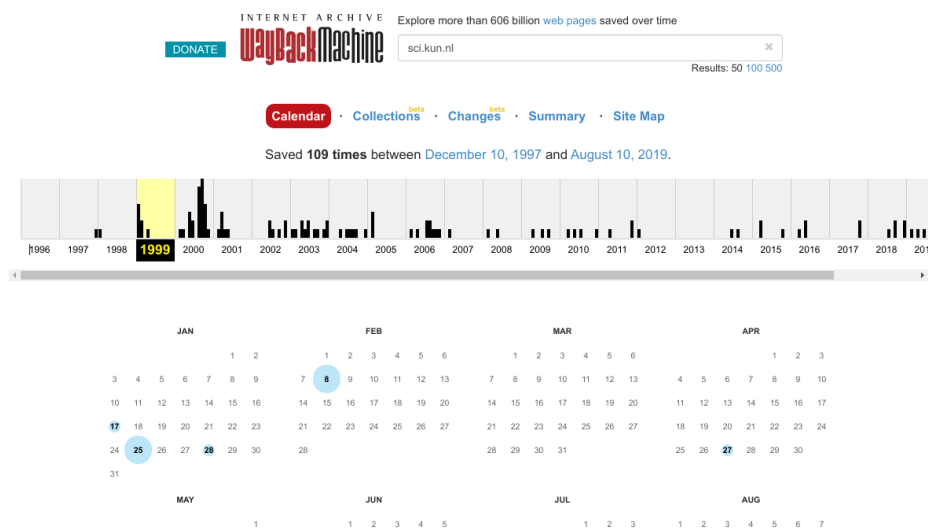 INTERNET ARCHIVE
WayBackMachine
DONATE
Explore more than 606 billion web pages saved over time
sci.kun.nl ×
Results: 50 100 500
Calendar · Collections beta · Changes beta · Summary · Site Map
Saved 109 times between December 10, 1997 and August 10, 2019.
1996 1997 1998 1999 2000 2001 2002 2003 2004 2005 2006 2007 2008 2009 2010 2011 2012 2013 2014 2015 2016 2017 2018 201
JAN FEB MAR APR
1 2 1 2 3 4 5 6 1 2 3 4 5 6 1 2 3
3 4 5 6 7 8 9 7 8 9 10 11 12 13 7 8 9 10 11 12 13 4 5 6 7 8 9 10
10 11 12 13 14 15 16 14 15 16 17 18 19 20 14 15 16 17 18 19 20 11 12 13 14 15 16 17
17 18 19 20 21 22 23 21 22 23 24 25 26 27 21 22 23 24 25 26 27 18 19 20 21 22 23 24
24 25 26 27 28 29 30 28 28 29 30 31 25 26 27 28 29 30
31
MAY JUN JUL AUG
1 1 2 3 4 5 1 2 3 1 2 3 4 5 6 7